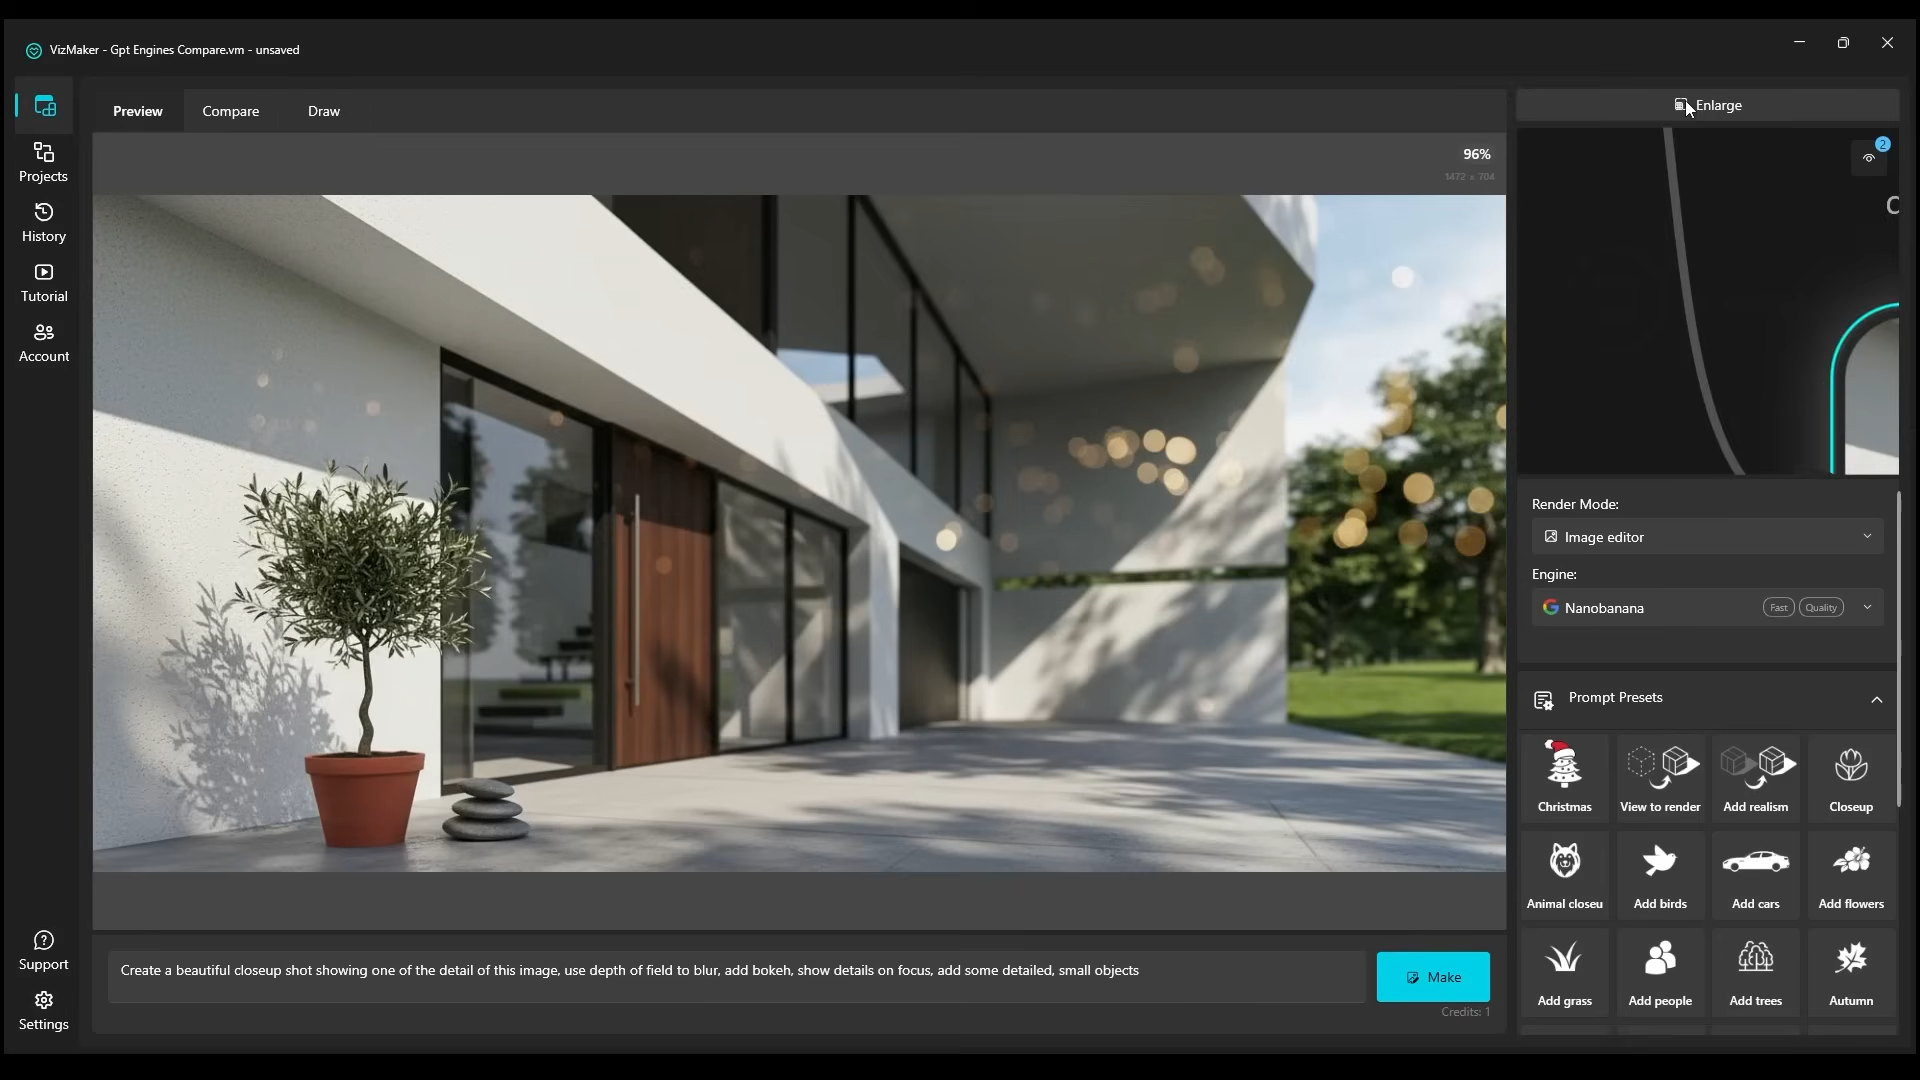 VizMaker - Gpt Engines Compare.vm - unsaved
Projects
History
Tutorial
Account
Support
Settings
Preview
Compare
Draw
96%
1472 x 704
Create a beautiful closeup shot showing one of the detail of this image, use depth of field to blur, add bokeh, show details on focus, add some detailed, small objects
Make
Credits: 1
Enlarge
2
C
Render Mode:
Image editor
Engine:
Nanobanana Fast Quality
Prompt Presets
Christmas View to render Add realism Closeup
Animal closeu Add birds Add cars Add flowers
Add grass Add people Add trees Autumn